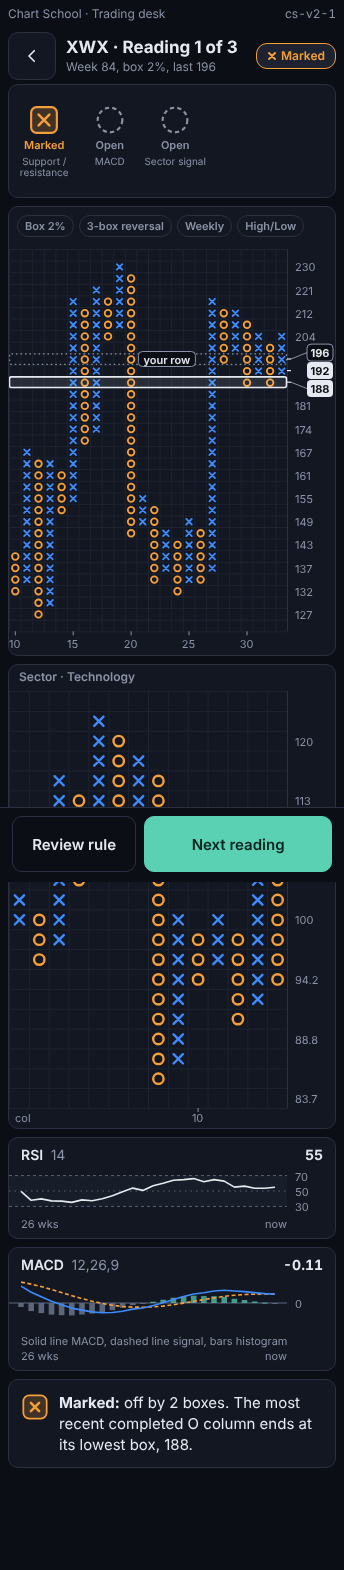 Chart School · Trading desk
cs-v2-1
XWX · Reading 1 of 3
Week 84, box 2%, last 196
Marked
Marked
Support / resistance
Open
MACD
Open
Sector signal
Box 2%
3-box reversal
Weekly
High/Low
230
221
212
204
your row
196
192
188
181
174
167
161
155
149
143
137
132
127
10
15
20
25
30
Sector · Technology
120
113
Review rule
Next reading
100
94.2
88.8
83.7
col
10
RSI 14
55
70
50
30
26 wks
now
MACD 12,26,9
-0.11
0
Solid line MACD, dashed line signal, bars histogram
26 wks
now
Marked: off by 2 boxes. The most
recent completed O column ends at
its lowest box, 188.